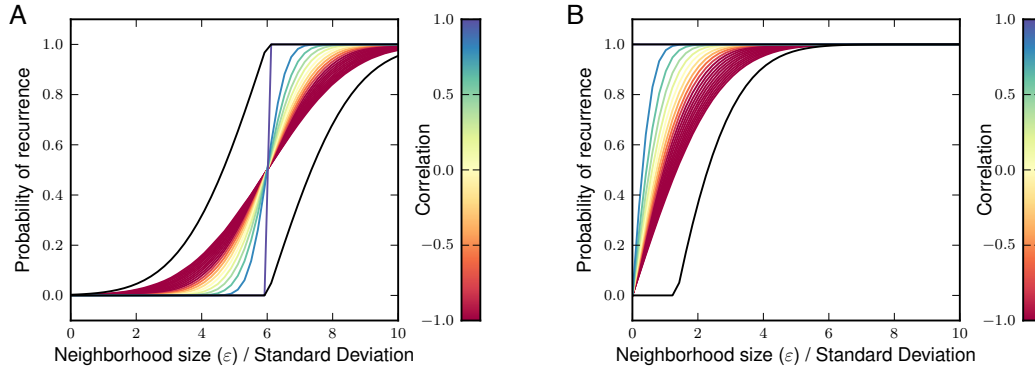 A
Probability of recurrence
1.0
0.8
0.6
0.4
0.2
0.0
0 2 4 6 8 10
Neighborhood size (ε) / Standard Deviation
Correlation
1.0
0.5
0.0
−0.5
−1.0
B
Probability of recurrence
1.0
0.8
0.6
0.4
0.2
0.0
0 2 4 6 8 10
Neighborhood size (ε) / Standard Deviation
Correlation
1.0
0.5
0.0
−0.5
−1.0